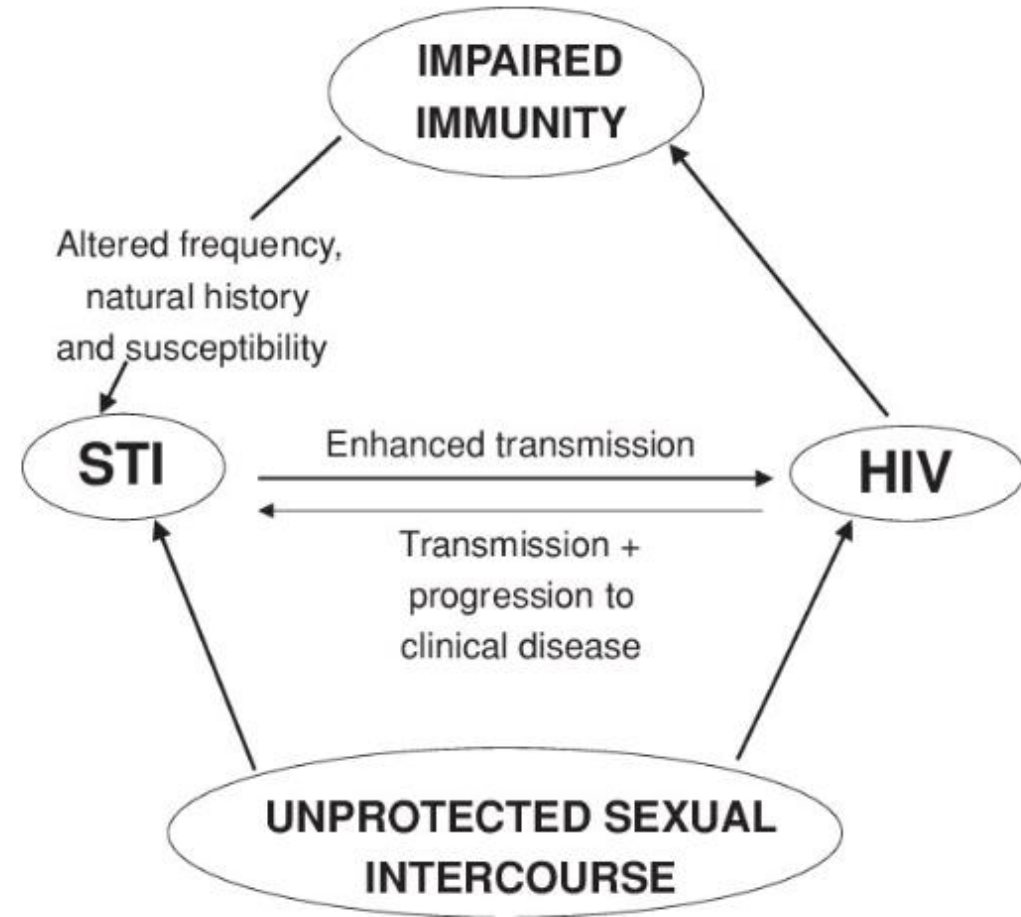 IMPAIRED
IMMUNITY
Altered frequency,
natural history
and susceptibility
STI
Enhanced transmission
HIV
Transmission +
progression to
clinical disease
UNPROTECTED SEXUAL
INTERCOURSE